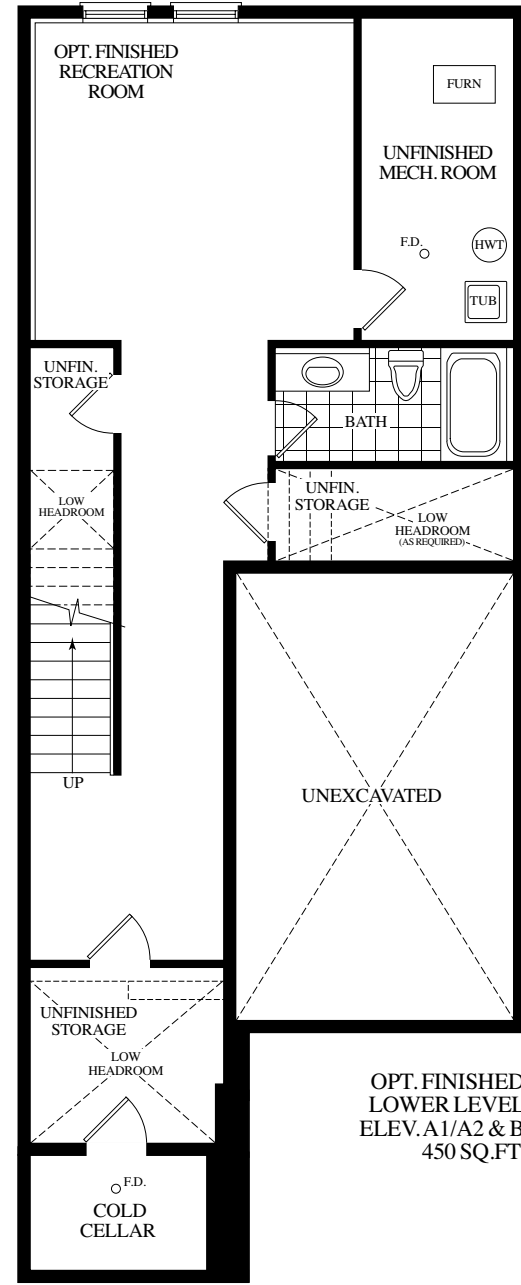 OPT. FINISHED
RECREATION
ROOM
FURN
UNFINISHED
MECH. ROOM
F.D.
HWT
TUB
UNFIN.
STORAGE
BATH
LOW
HEADROOM
UNFIN.
STORAGE
LOW
HEADROOM
(AS REQUIRED)
UP
UNEXCAVATED
UNFINISHED
STORAGE
LOW
HEADROOM
F.D.
COLD
CELLAR
OPT. FINISHED
LOWER LEVEL
ELEV. A1/A2 & B
450 SQ.FT